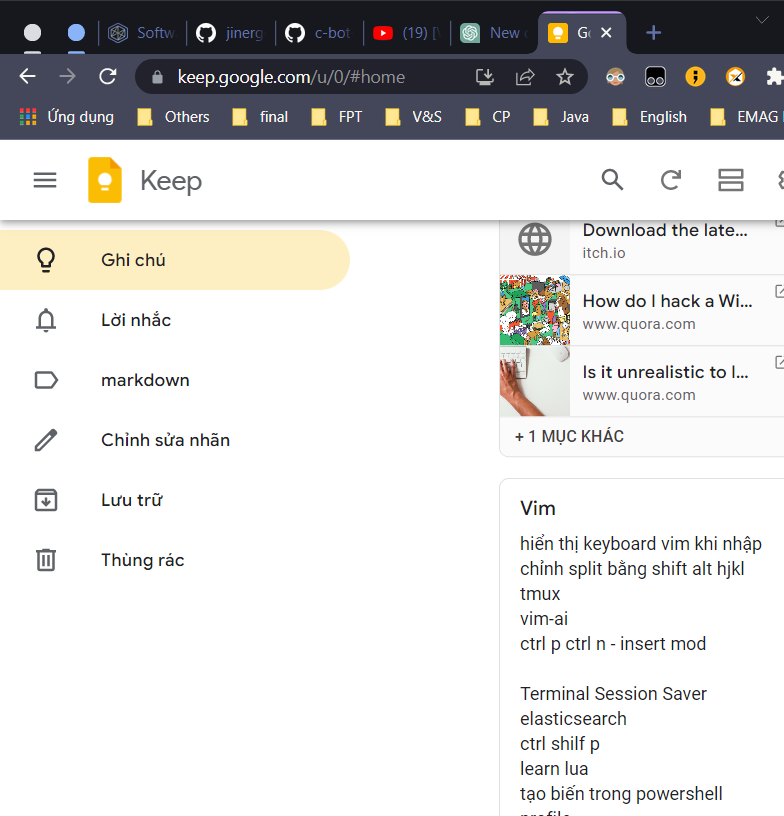 Softw
jinerg
c-bot
(19) [
New
G
keep.google.com/u/0/#home
Ứng dụng
Others
final
FPT
V&S
CP
Java
English
EMAG
Keep
Ghi chú
Lời nhắc
markdown
Chỉnh sửa nhãn
Lưu trữ
Thùng rác
Download the late...
itch.io
How do I hack a Wi...
www.quora.com
Is it unrealistic to l...
www.quora.com
+ 1 MỤC KHÁC
Vim
hiển thị keyboard vim khi nhập
chỉnh split bằng shift alt hjkl
tmux
vim-ai
ctrl p ctrl n - insert mod
Terminal Session Saver
elasticsearch
ctrl shilf p
learn lua
tạo biến trong powershell